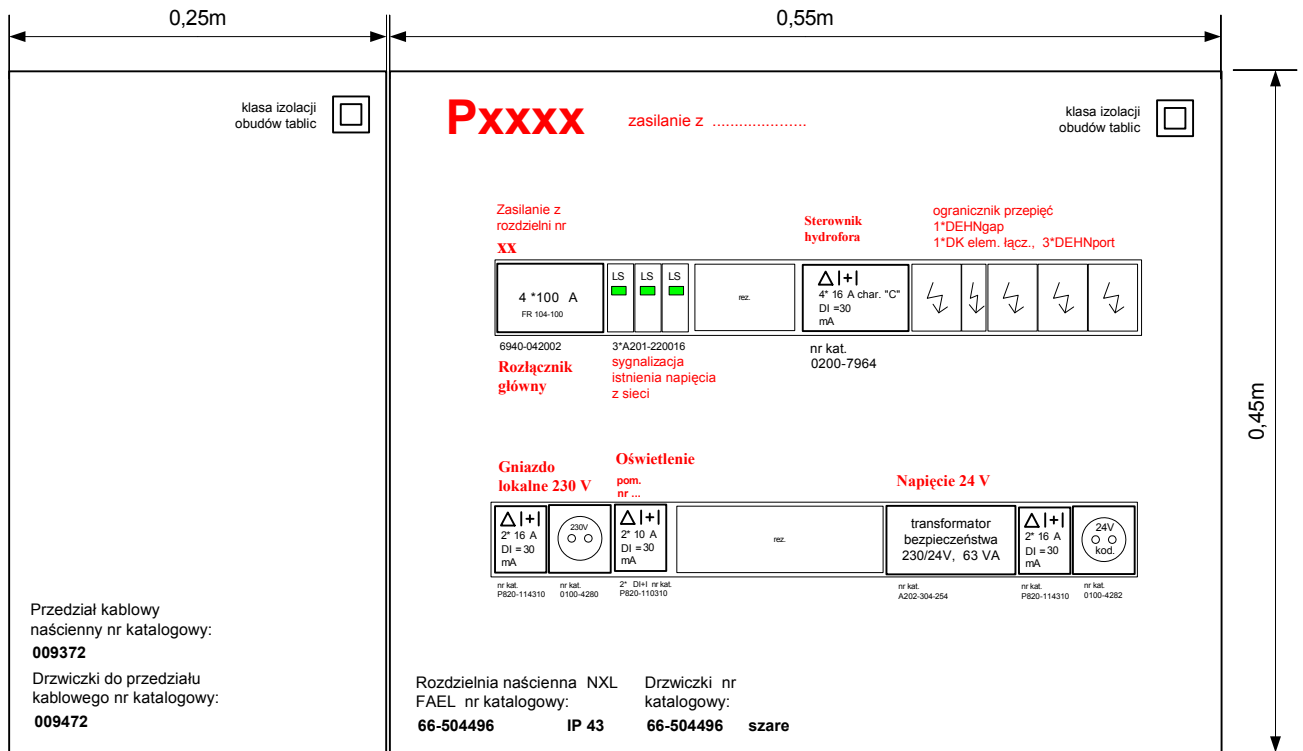 0,25m
0,55m
klasa izolacji
obudów tablic
Pxxxx
zasilanie z .....................
klasa izolacji
obudów tablic
0,45m
Zasilanie z
rozdzielni nr
XX
Sterownik
hydrofora
ogranicznik przepięć
1*DEHNgap
1*DK elem. łącz., 3*DEHNport
4 *100 A
FR 104-100
LS
LS
LS
rez.
Δ |+|
4* 16 A char. "C"
DI =30
mA
6940-042002
Rozłącznik
główny
3*A201-220016
sygnalizacja
istnienia napięcia
z sieci
nr kat.
0200-7964
Gniazdo
lokalne 230 V
Oświetlenie
pom.
nr ...
Napięcie 24 V
Δ |+|
2* 16 A
DI =30
mA
230V
Δ |+|
2* 10 A
DI =30
mA
rez.
transformator
bezpieczeństwa
230/24V, 63 VA
Δ |+|
2* 16 A
DI =30
mA
24V
kod.
nr kat.
P820-114310
nr kat.
0100-4280
2* DI+I nr kat.
P820-110310
nr kat.
A202-304-254
nr kat.
P820-114310
nr kat.
0100-4282
Przedział kablowy
naścienny nr katalogowy:
009372
Drzwiczki do przedziału
kablowego nr katalogowy:
009472
Rozdzielnia naścienna NXL
FAEL nr katalogowy:
66-504496 IP 43
Drzwiczki nr
katalogowy:
66-504496 szare